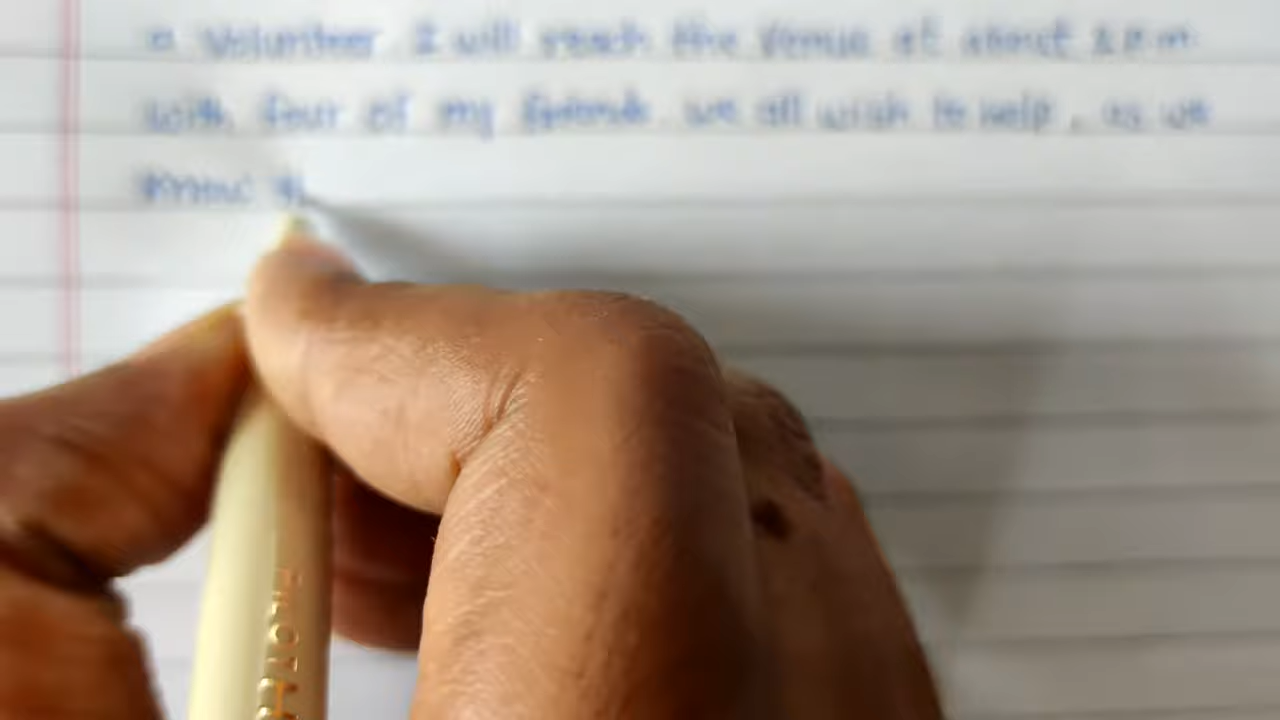 a volunteer I will reach the venue at about
with four of my friends we all wish to help, as we